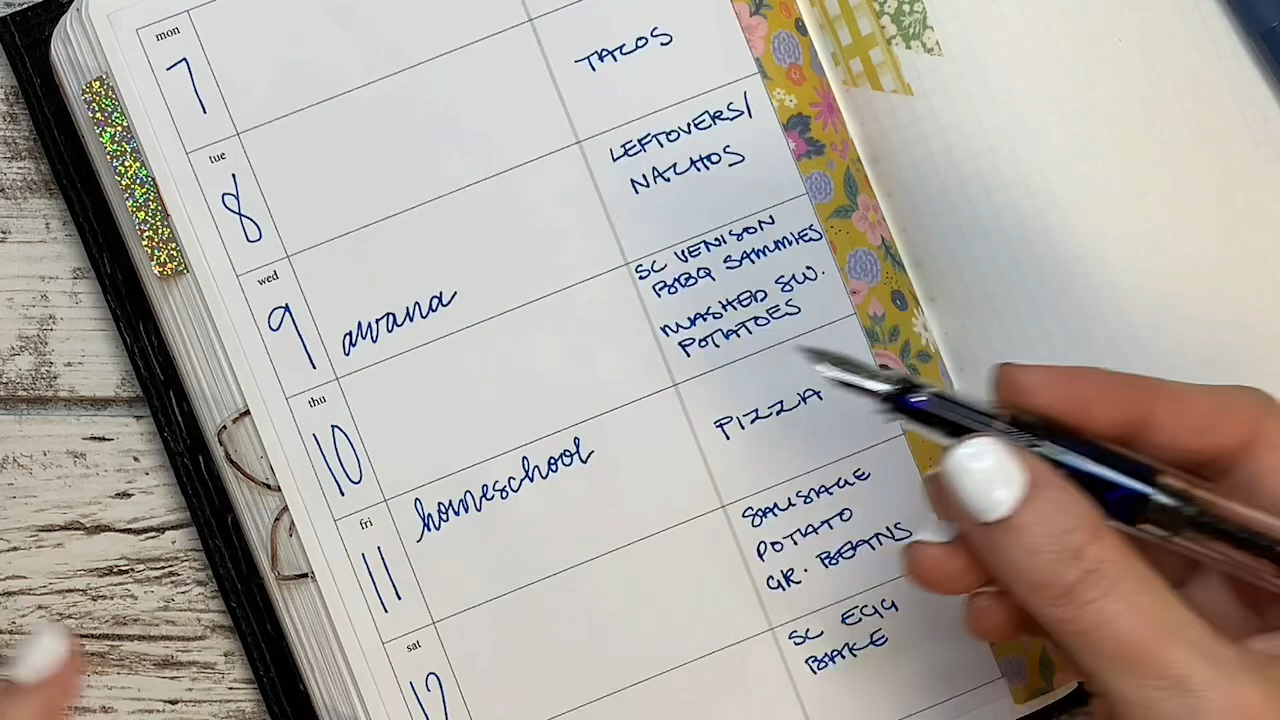 mon
7
tue
8
TACOS
wed
9
awana
LEFTOVERS/
NACHOS
thu
10
SC VENISON
BBQ SAMMIES
MASHED SW.
POTATOES
fri
11
homeschool
PIZZA
sat
12
SAUSAGE
POTATO
GR. BEANS
SC EGG
BAKE